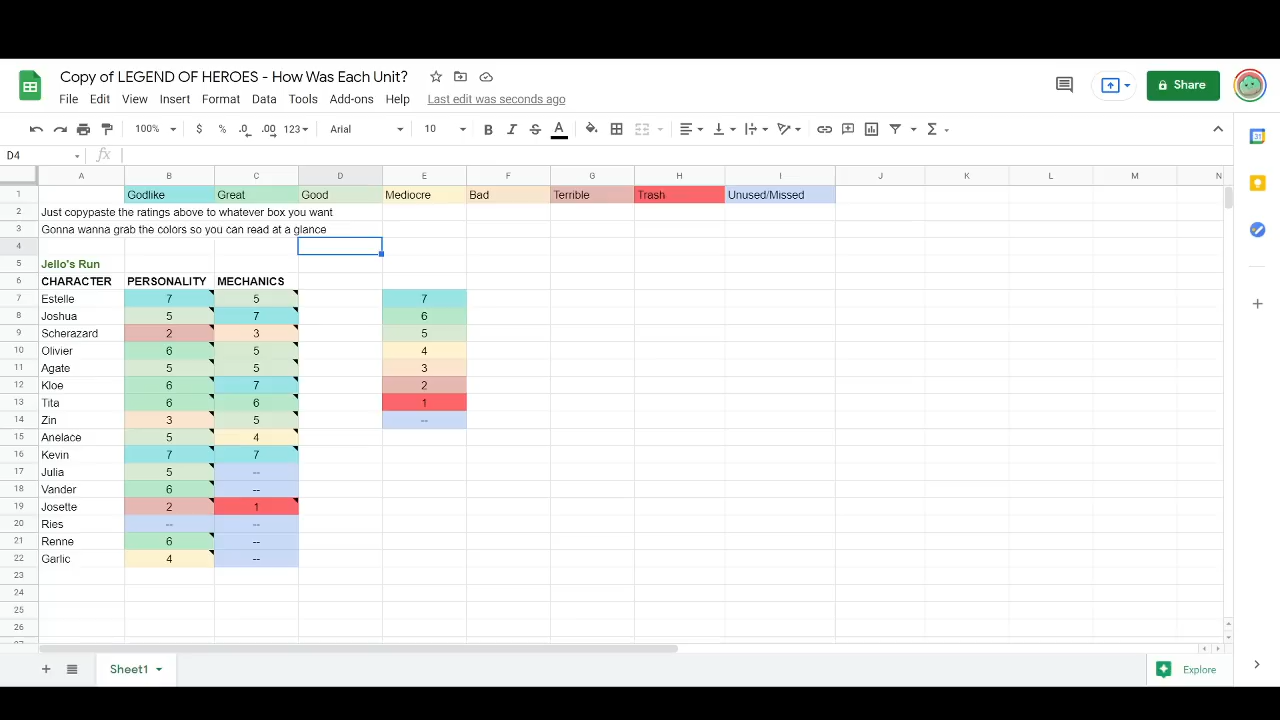 Copy of LEGEND OF HEROES - How Was Each Unit?
File Edit View Insert Format Data Tools Add-ons Help Last edit was seconds ago
Share
100% $ % .0 .00 123 Arial 10 B I S A Σ
31
D4 fx
A B C D E F G H I J K L M N
1 Godlike Great Good Mediocre Bad Terrible Trash Unused/Missed
2 Just copypaste the ratings above to whatever box you want
3 Gonna wanna grab the colors so you can read at a glance
4
5 Jello's Run
6 CHARACTER PERSONALITY MECHANICS
7 Estelle 7 5 7
8 Joshua 5 7 6
9 Scherazard 2 3 5
10 Olivier 6 5 4
11 Agate 5 5 3
12 Kloe 6 7 2
13 Tita 6 6 1
14 Zin 3 5 --
15 Anelace 5 4
16 Kevin 7 7
17 Julia 5 --
18 Vander 6 --
19 Josette 2 1
20 Ries -- --
21 Renne 6 --
22 Garlic 4 --
23
24
25
26
Sheet1
Explore